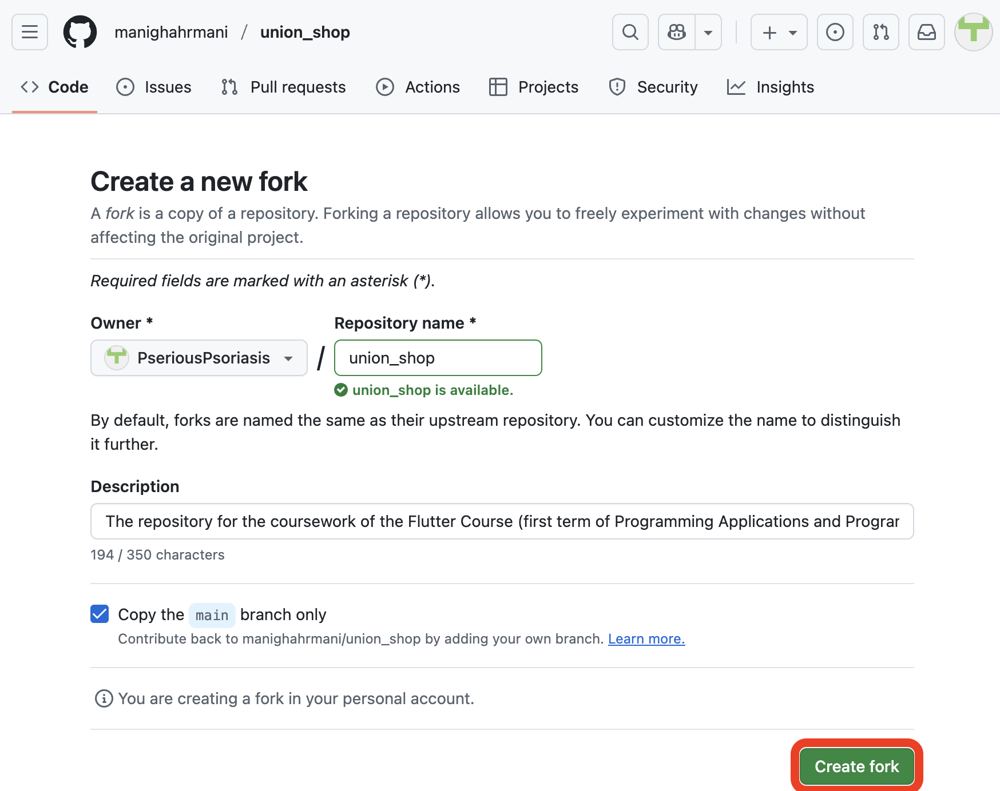 manighahrmani / union_shop
Code Issues Pull requests Actions Projects Security Insights
Create a new fork
A fork is a copy of a repository. Forking a repository allows you to freely experiment with changes without
affecting the original project.
Required fields are marked with an asterisk (*).
Owner * Repository name *
PseriousPsoriasis / union_shop
union_shop is available.
By default, forks are named the same as their upstream repository. You can customize the name to distinguish
it further.
Description
The repository for the coursework of the Flutter Course (first term of Programming Applications and Progra
194 / 350 characters
Copy the main branch only
Contribute back to manighahrmani/union_shop by adding your own branch. Learn more.
You are creating a fork in your personal account.
Create fork